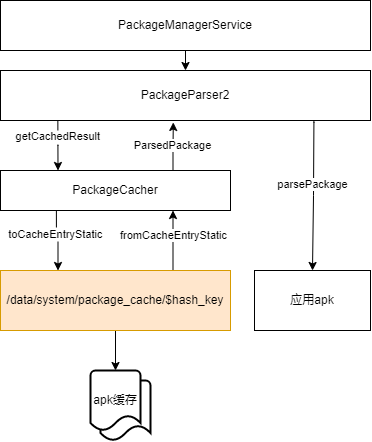 PackageManagerService
PackageParser2
getCachedResult
ParsedPackage
parsePackage
PackageCacher
toCacheEntryStatic
fromCacheEntryStatic
/data/system/package_cache/$hash_key
应用apk
apk缓存